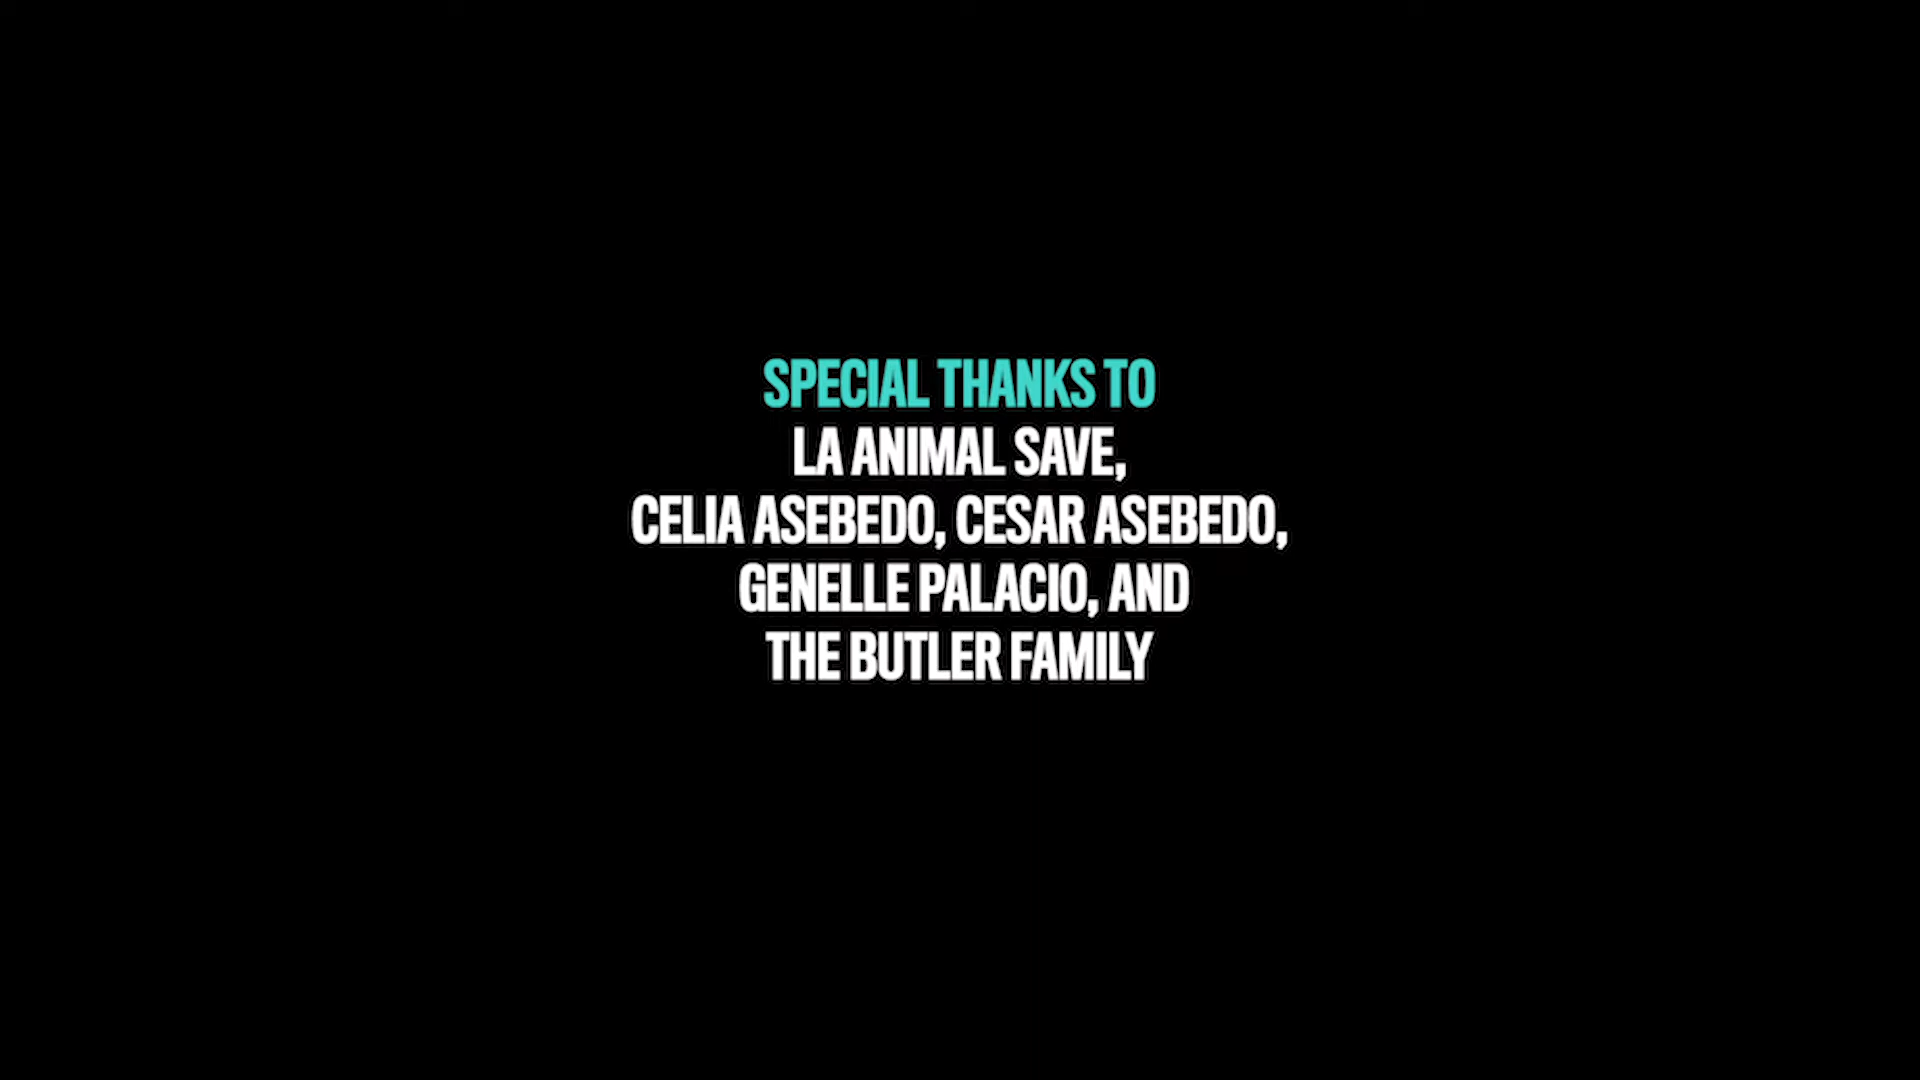 SPECIAL THANKS TO
LA ANIMAL SAVE,
CELIA ASEBEDO, CESAR ASEBEDO,
GENELLE PALACIO, AND
THE BUTLER FAMILY